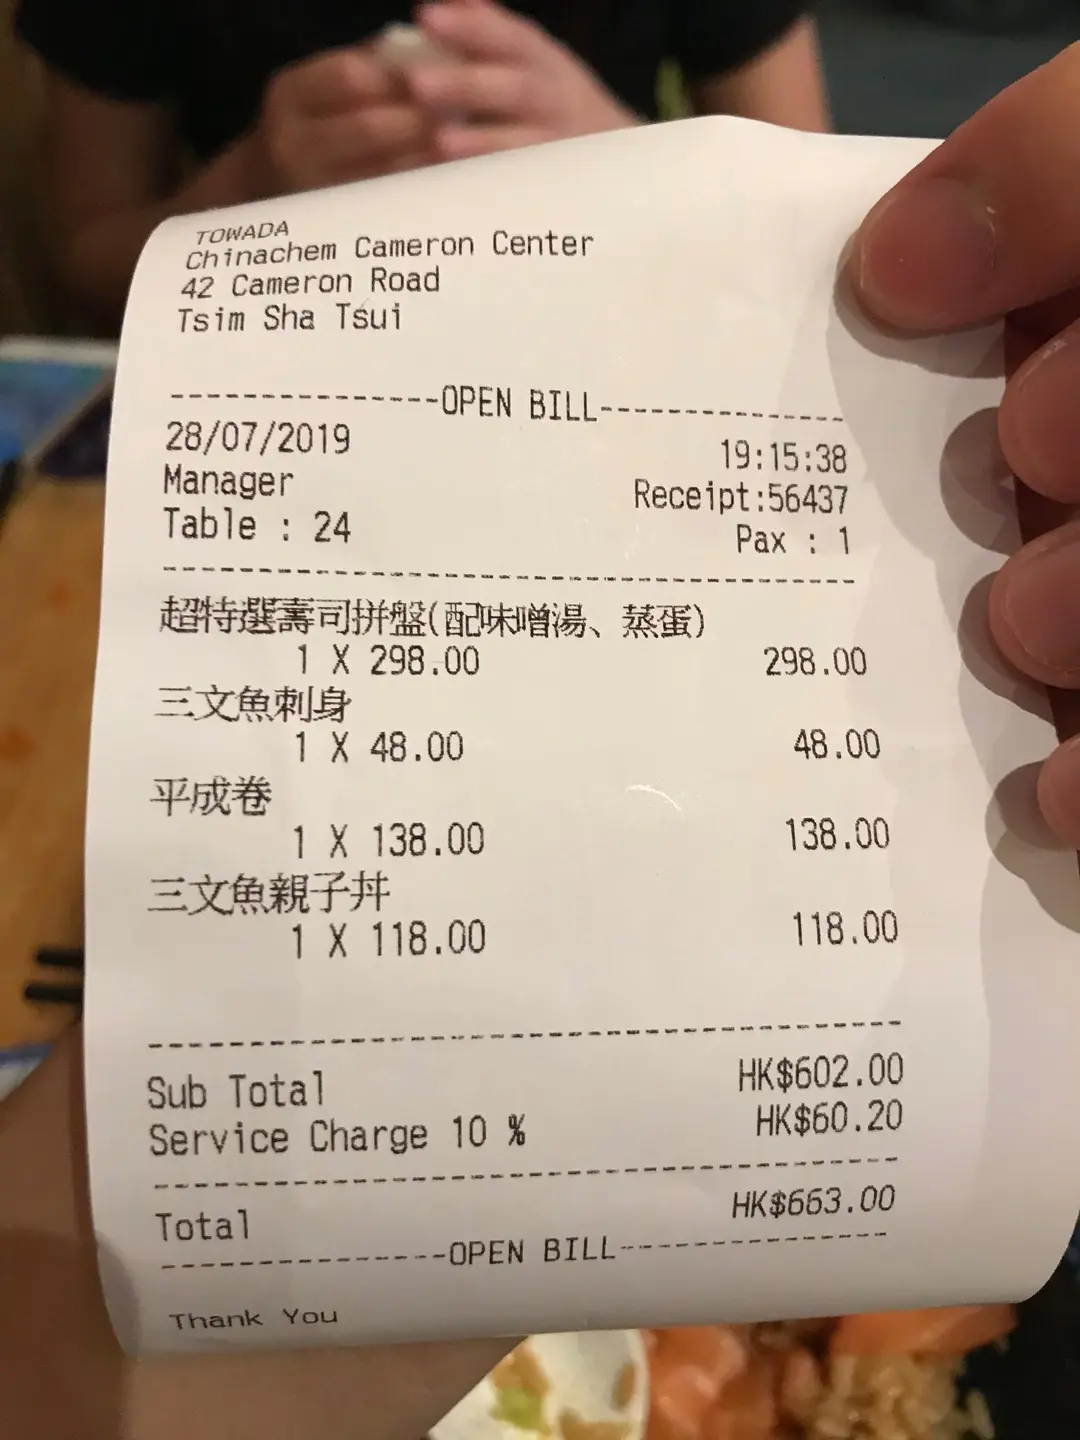 TOWADA
Chinachem Cameron Center
42 Cameron Road
Tsim Sha Tsui
---------------OPEN BILL---------------
28/07/2019 19:15:38
Manager Receipt:56437
Table : 24 Pax : 1
超特選壽司拼盤(配味噌湯、蒸蛋)
1 X 298.00 298.00
三文魚刺身
1 X 48.00 48.00
平成卷
1 X 138.00 138.00
三文魚親子丼
1 X 118.00 118.00
Sub Total HK$602.00
Service Charge 10 % HK$60.20
Total HK$663.00
---------------OPEN BILL---------------
Thank You